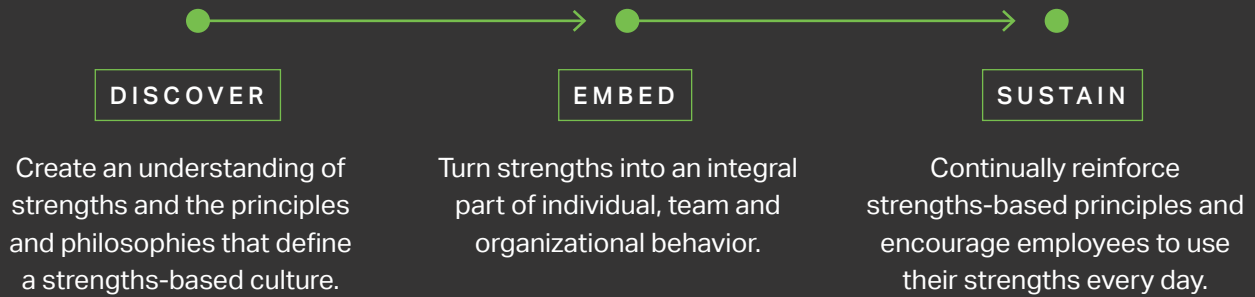 DISCOVER
Create an understanding of
strengths and the principles
and philosophies that define
a strengths-based culture.
EMBED
Turn strengths into an integral
part of individual, team and
organizational behavior.
SUSTAIN
Continually reinforce
strengths-based principles and
encourage employees to use
their strengths every day.